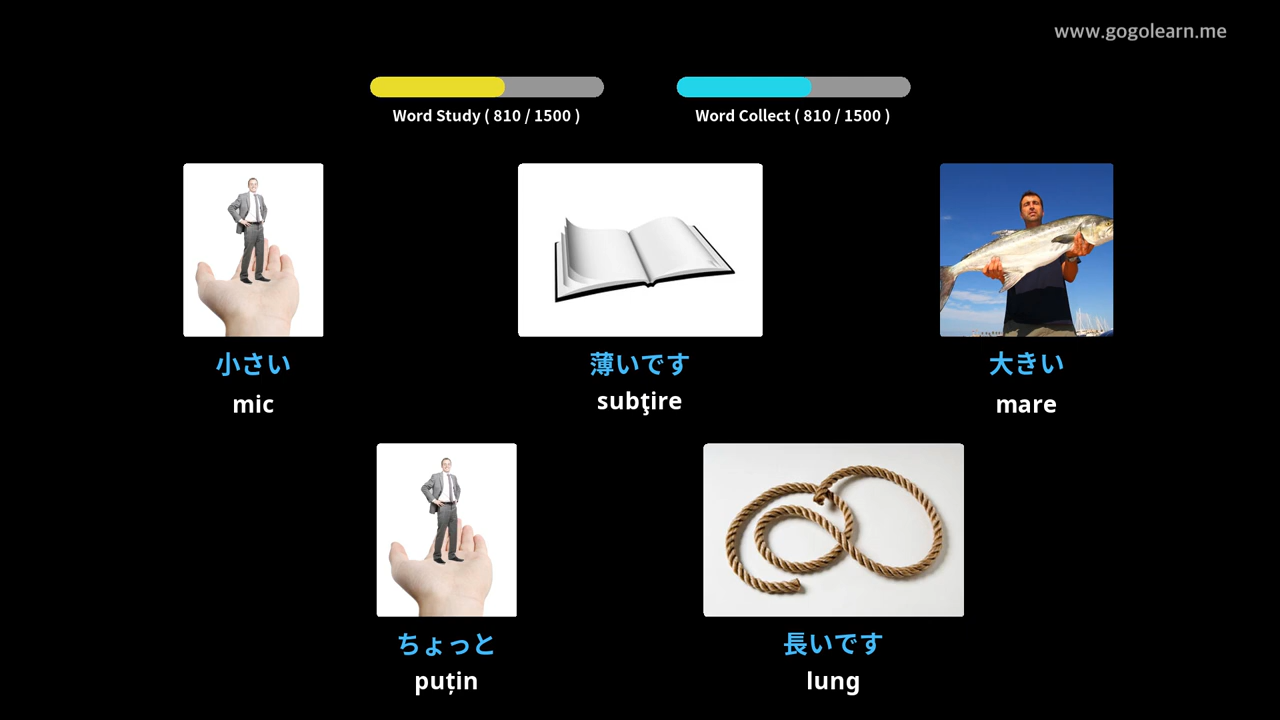 www.gogolearn.me
Word Study ( 810 / 1500 )
Word Collect ( 810 / 1500 )
小さい
mic
薄いです
subţire
大きい
mare
ちょっと
puțin
長いです
lung